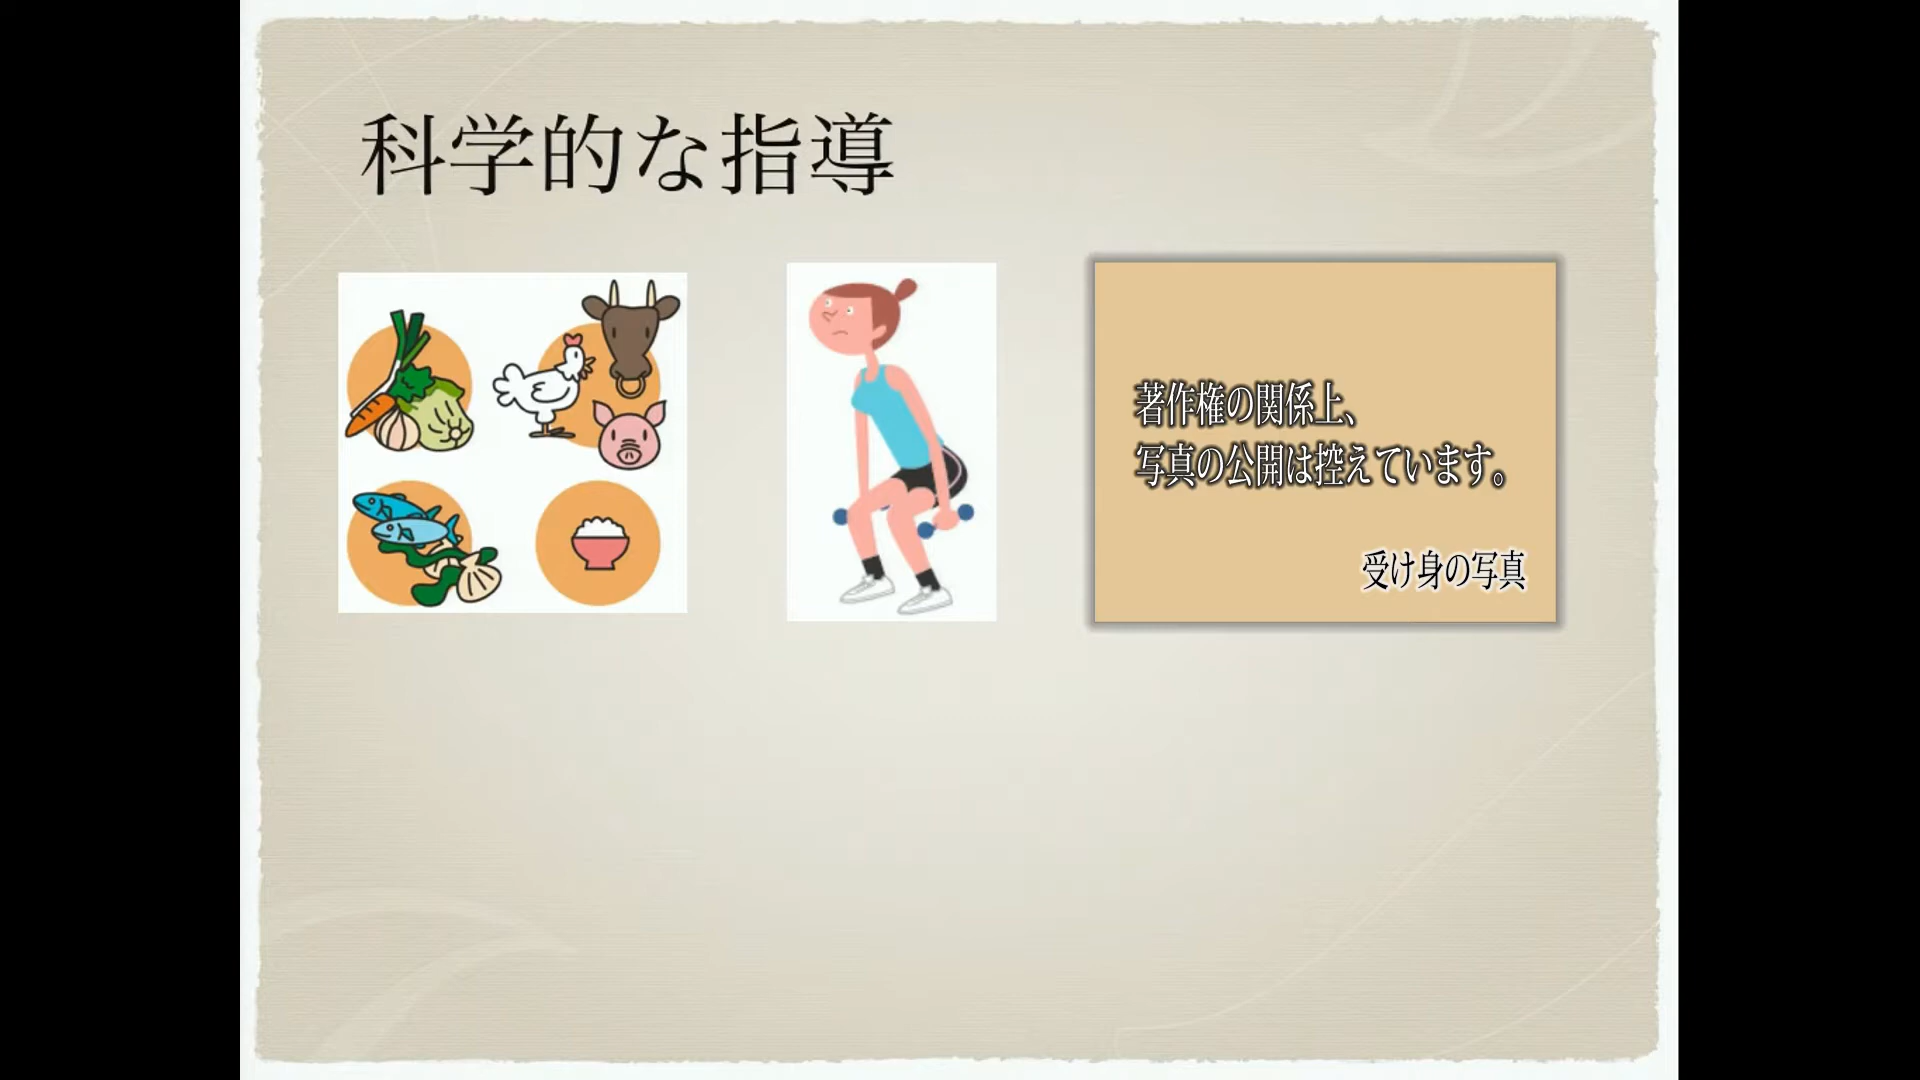 科学的な指導
著作権の関係上、
写真の公開は控えています。
受け身の写真